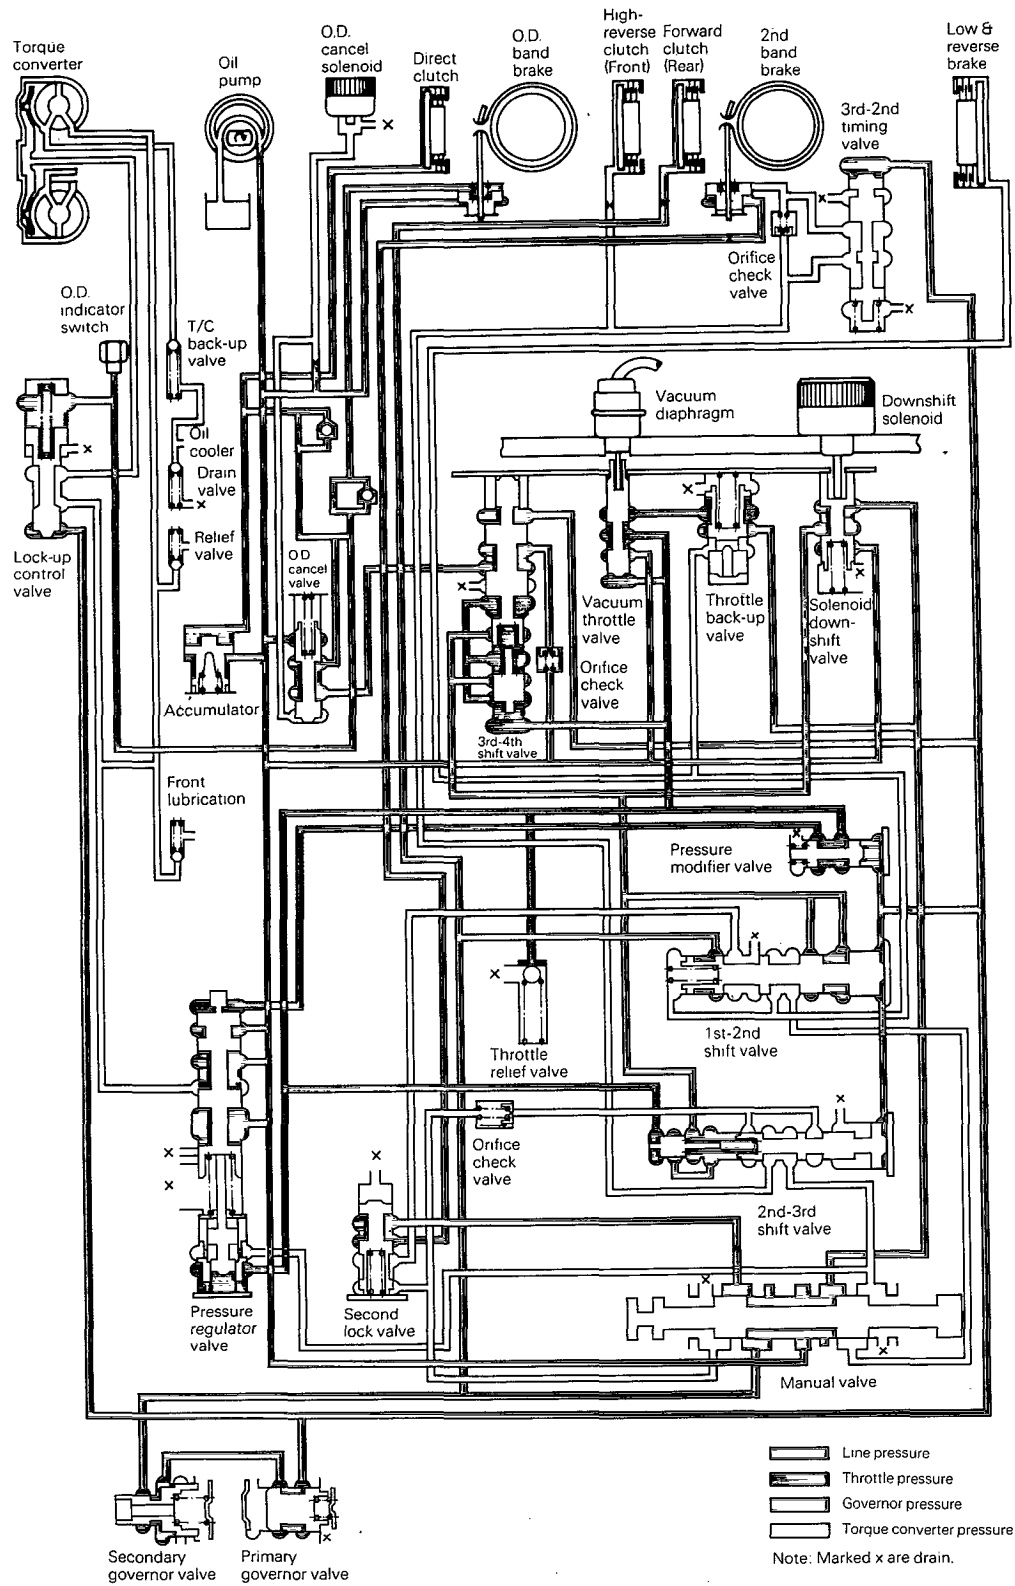 Torque
converter
Oil
pump
O.D.
cancel
solenoid
x
Direct
clutch
O.D.
band
brake
High-
reverse
clutch
(Front)
Forward
clutch
(Rear)
2nd
band
brake
3rd-2nd
timing
valve
Low &
reverse
brake
x
Orifice
check
valve
x
O.D.
indicator
switch
T/C
back-up
valve
x
Oil
cooler
Drain
valve
x
Relief
valve
Lock-up
control
valve
Vacuum
diaphragm
Downshift
solenoid
x
O D
cancel
valve
x
x
Vacuum
throttle
valve
Throttle
back-up
valve
Solenoid
down-
shift
valve
Orifice
check
valve
Accumulator
3rd-4th
shift valve
Front
lubrication
x
Pressure
modifier valve
x
x
1st-2nd
shift valve
Throttle
relief valve
x
Orifice
check
valve
x
x
x
2nd-3rd
shift valve
x
Pressure
regulator
valve
Second
lock valve
x
Manual valve
Line pressure
Throttle pressure
Governor pressure
Torque converter pressure
Note: Marked x are drain.
x
Secondary
governor valve
Primary
governor valve